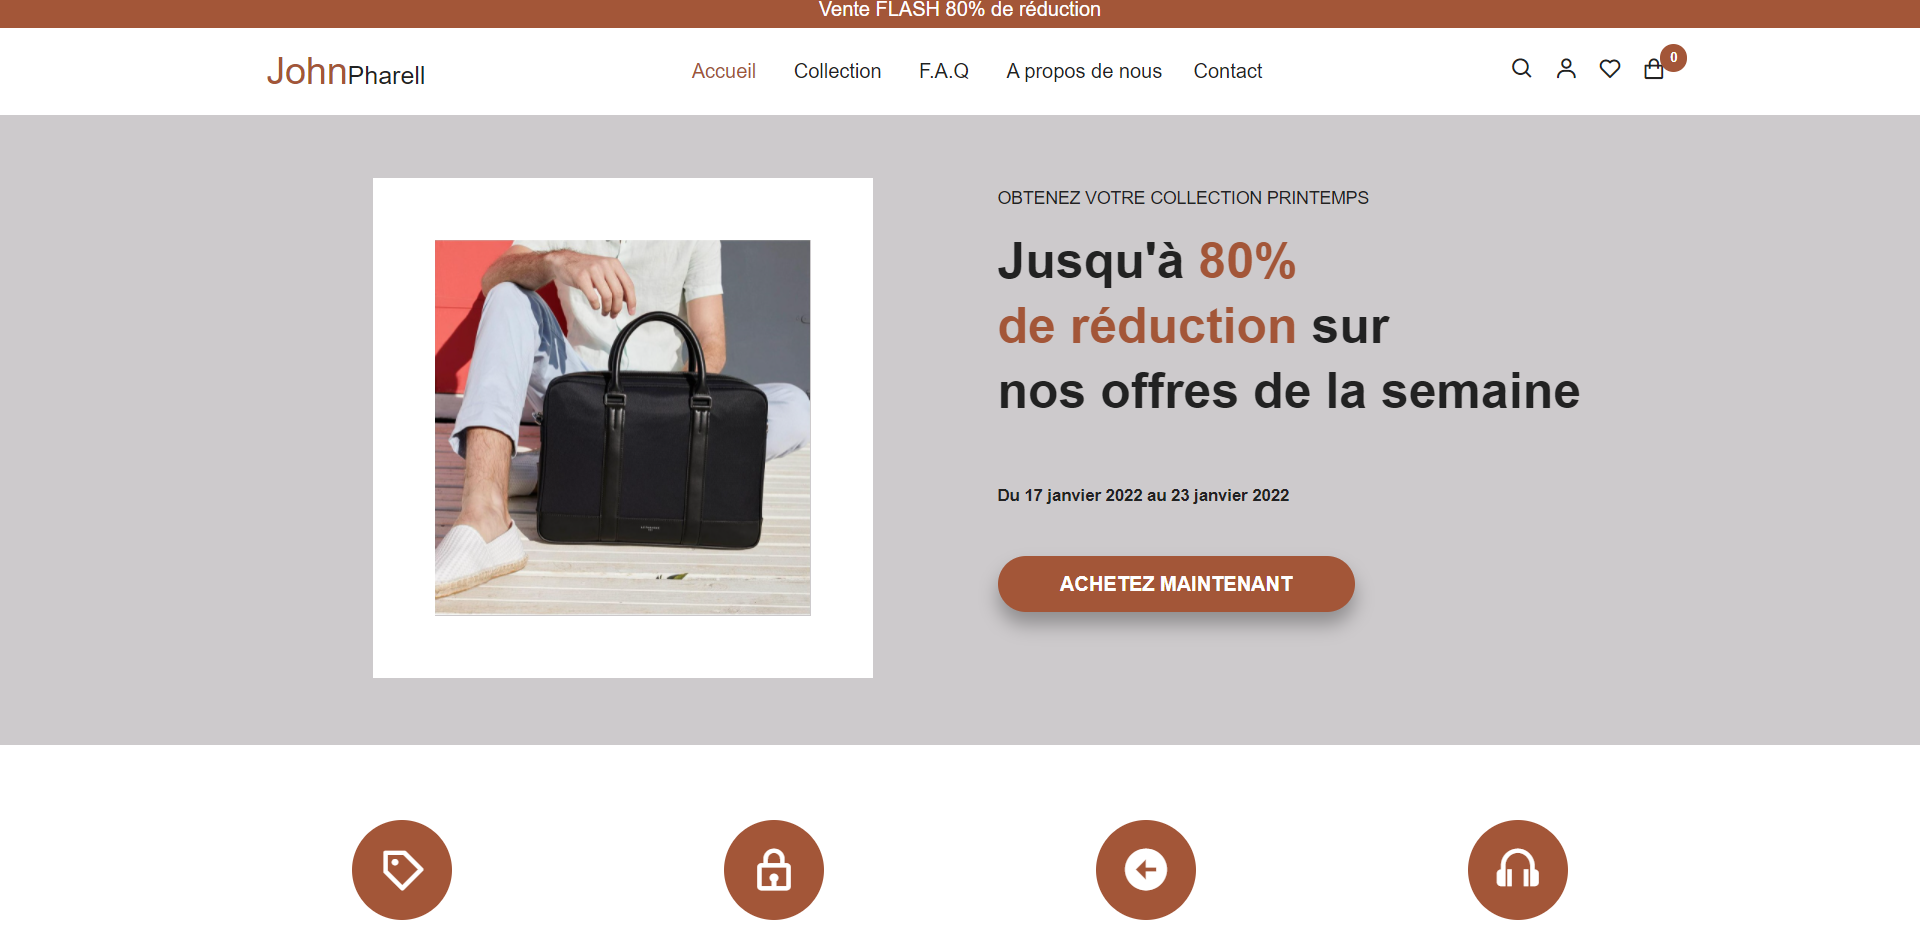 Vente FLASH 80% de réduction
JohnPharell
Accueil
Collection
F.A.Q
A propos de nous
Contact
0
OBTENEZ VOTRE COLLECTION PRINTEMPS
Jusqu'à 80%
de réduction sur
nos offres de la semaine
Du 17 janvier 2022 au 23 janvier 2022
ACHETEZ MAINTENANT